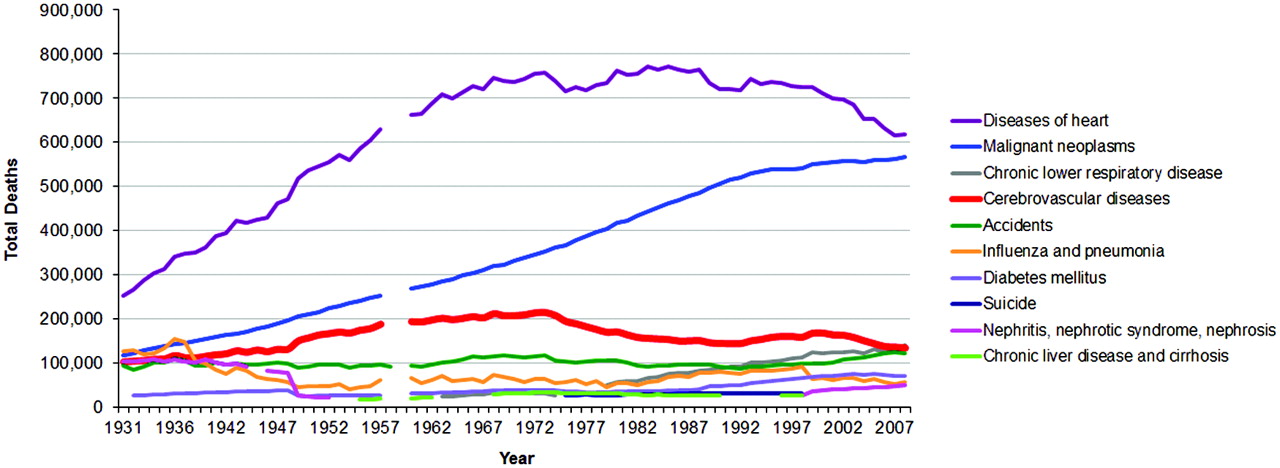 900,000
800,000
700,000
600,000
500,000
400,000
300,000
200,000
100,000
0
Total Deaths
1931 1936 1942 1947 1952 1957 1962 1967 1972 1977 1982 1987 1992 1997 2002 2007
Year
Diseases of heart
Malignant neoplasms
Chronic lower respiratory disease
Cerebrovascular diseases
Accidents
Influenza and pneumonia
Diabetes mellitus
Suicide
Nephritis, nephrotic syndrome, nephrosis
Chronic liver disease and cirrhosis